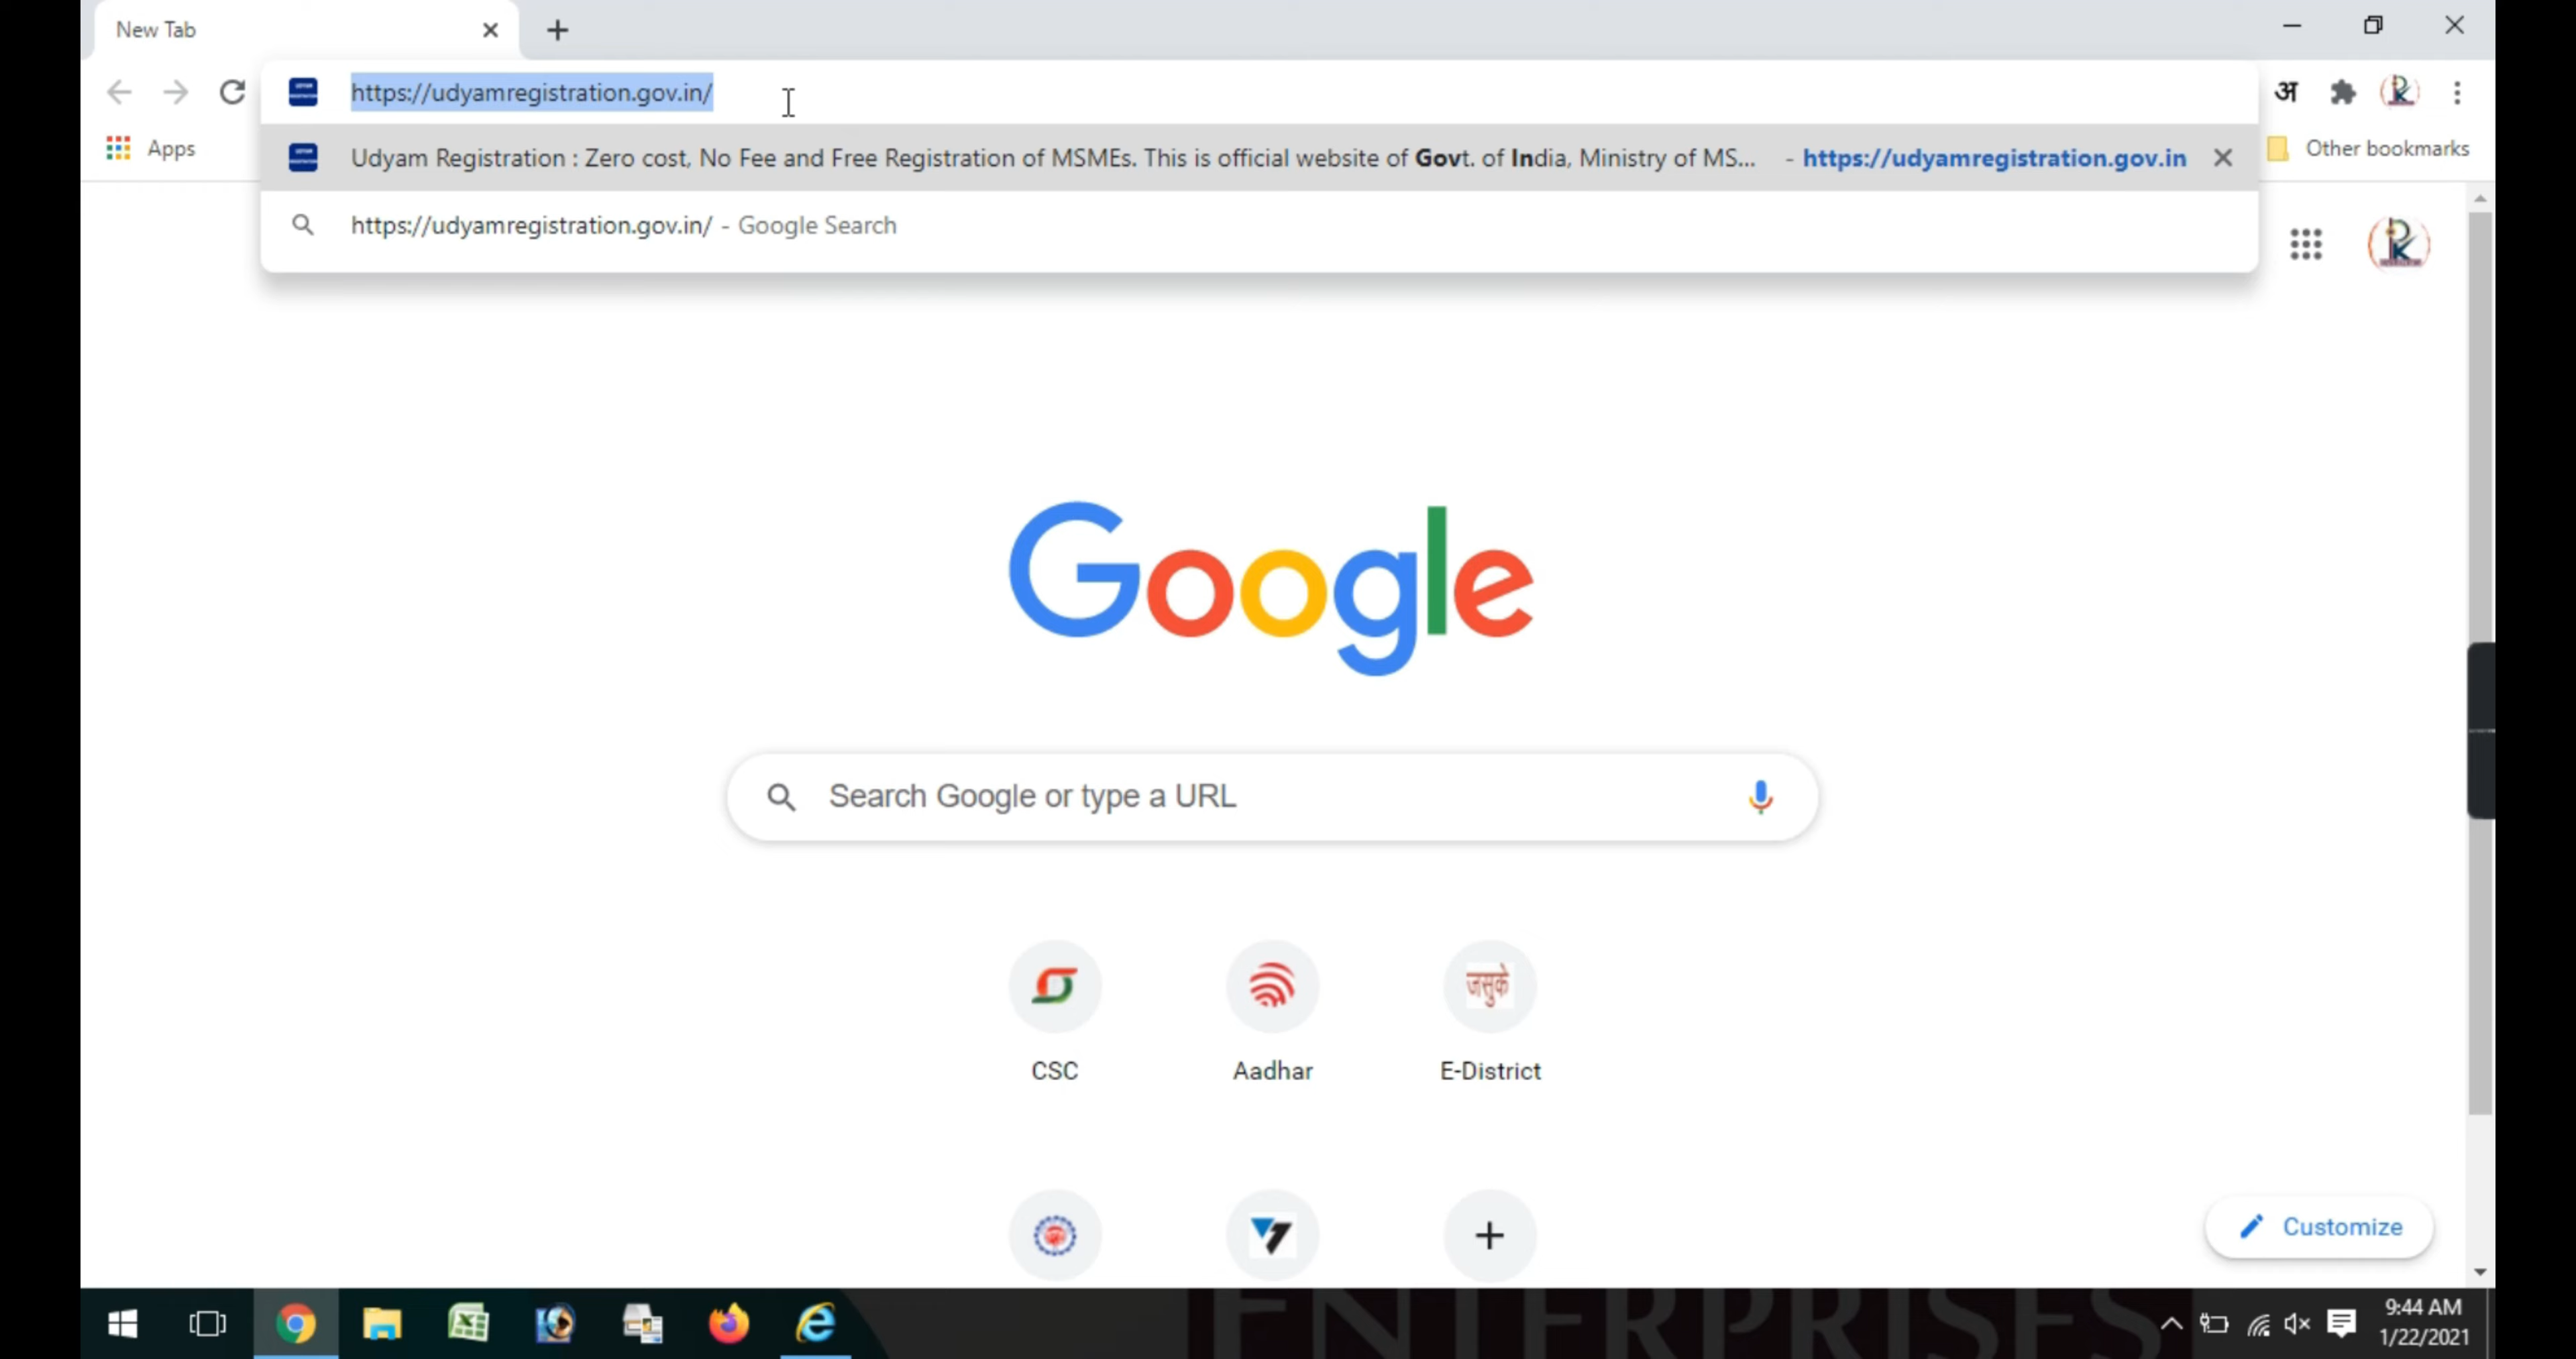 New Tab
https://udyamregistration.gov.in/
अ
Apps
Udyam Registration : Zero cost, No Fee and Free Registration of MSMEs. This is official website of Govt. of India, Ministry of MS... - https://udyamregistration.gov.in
Other bookmarks
https://udyamregistration.gov.in/ - Google Search
Google
Search Google or type a URL
जसुके
CSC
Aadhar
E-District
Customize
ENTERPRISES
9:44 AM
1/22/2021